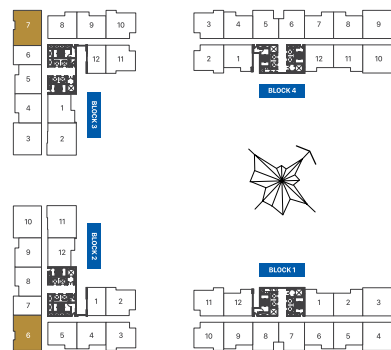 7 8 9 10
6 12 11
5
4 1
3 2
BLOCK 3
3 4 5 6 7 8 9
2 1 12 11 10
BLOCK 4
10 11
9 12
8
7 1 2
6 5 4 3
BLOCK 2
BLOCK 1
11 12 1 2 3
10 9 8 7 6 5 4